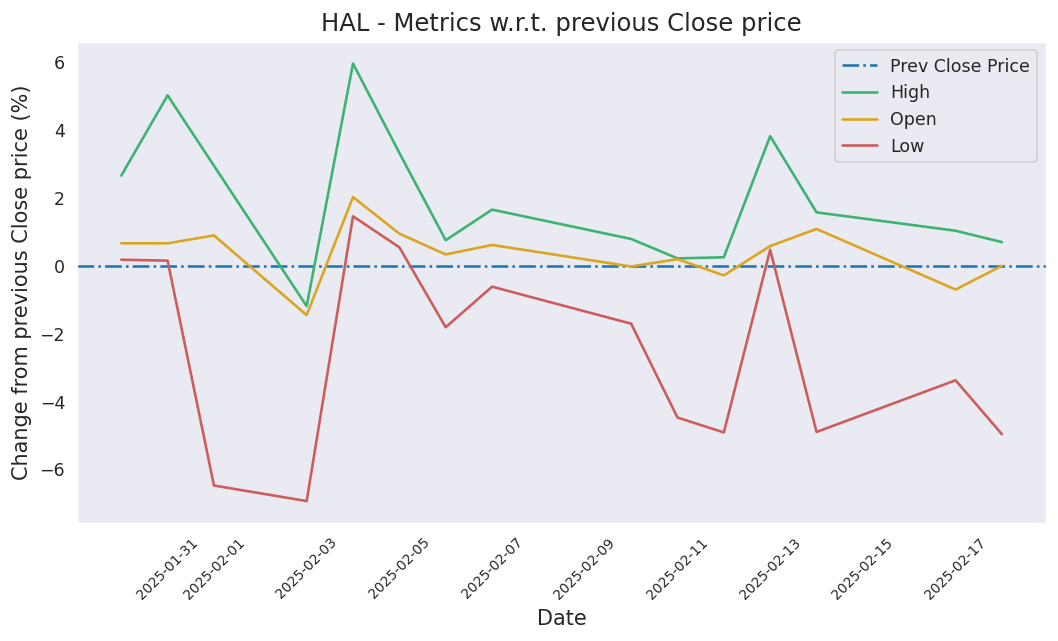 HAL - Metrics w.r.t. previous Close price
Change from previous Close price (%)
6
4
2
0
−2
−4
−6
Prev Close Price
High
Open
Low
2025-01-31
2025-02-01
2025-02-03
2025-02-05
2025-02-07
2025-02-09
2025-02-11
2025-02-13
2025-02-15
2025-02-17
Date